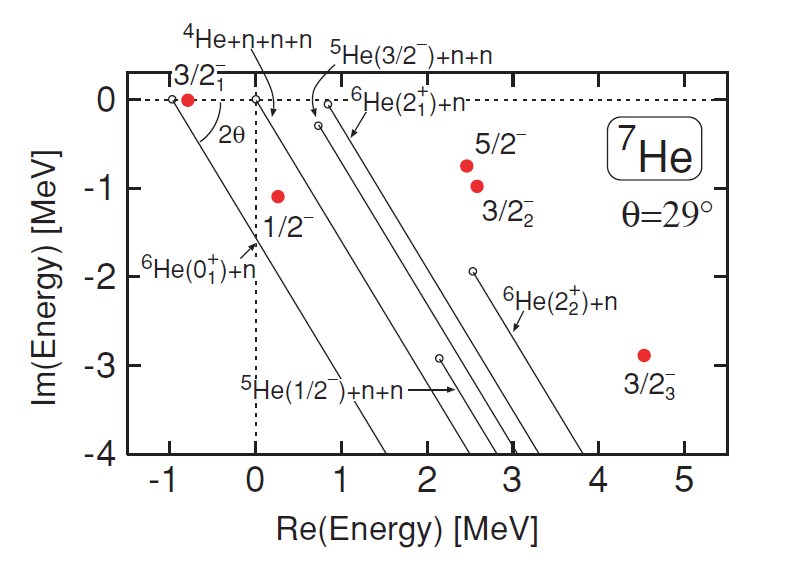 ⁴He+n+n+n
⁵He(3/2⁻)+n+n
3/2₁⁻
⁶He(2₁⁺)+n
2θ
5/2⁻
⁷He
3/2₂⁻
θ=29°
1/2⁻
⁶He(0₁⁺)+n
⁶He(2₂⁺)+n
⁵He(1/2⁻)+n+n
3/2₃⁻
0
-1
-2
-3
-4
Im(Energy) [MeV]
-1 0 1 2 3 4 5
Re(Energy) [MeV]